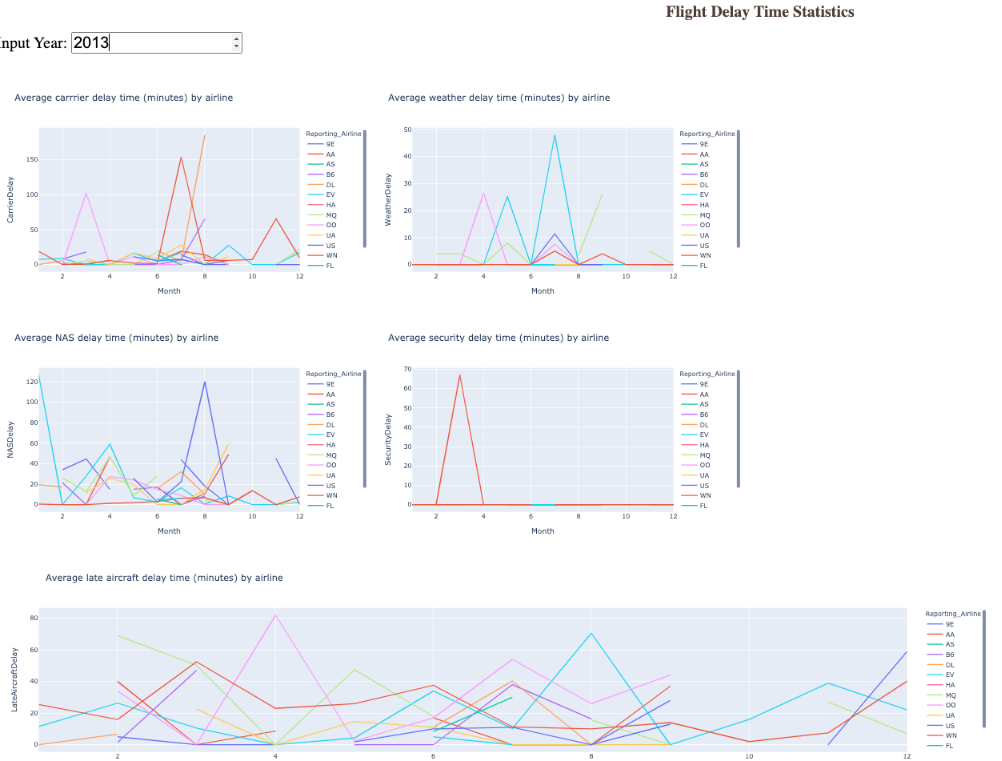 Flight Delay Time Statistics
Input Year: 2013
Average carrrier delay time (minutes) by airline
CarrierDelay
150
100
50
0
2
4
6
8
10
12
Month
Reporting_Airline
9E
AA
AS
B6
DL
EV
HA
MQ
OO
UA
US
WN
FL
Average weather delay time (minutes) by airline
WeatherDelay
50
40
30
20
10
0
2
4
6
8
10
12
Month
Reporting_Airline
9E
AA
AS
B6
DL
EV
HA
MQ
OO
UA
US
WN
FL
Average NAS delay time (minutes) by airline
NASDelay
120
100
80
60
40
20
0
2
4
6
8
10
12
Month
Reporting_Airline
9E
AA
AS
B6
DL
EV
HA
MQ
OO
UA
US
WN
FL
Average security delay time (minutes) by airline
SecurityDelay
70
60
50
40
30
20
10
0
2
4
6
8
10
12
Month
Reporting_Airline
9E
AA
AS
B6
DL
EV
HA
MQ
OO
UA
US
WN
FL
Average late aircraft delay time (minutes) by airline
LateAircraftDelay
80
60
40
20
0
2
4
6
8
10
12
Reporting_Airline
9E
AA
AS
B6
DL
EV
HA
MQ
OO
UA
US
WN
FL